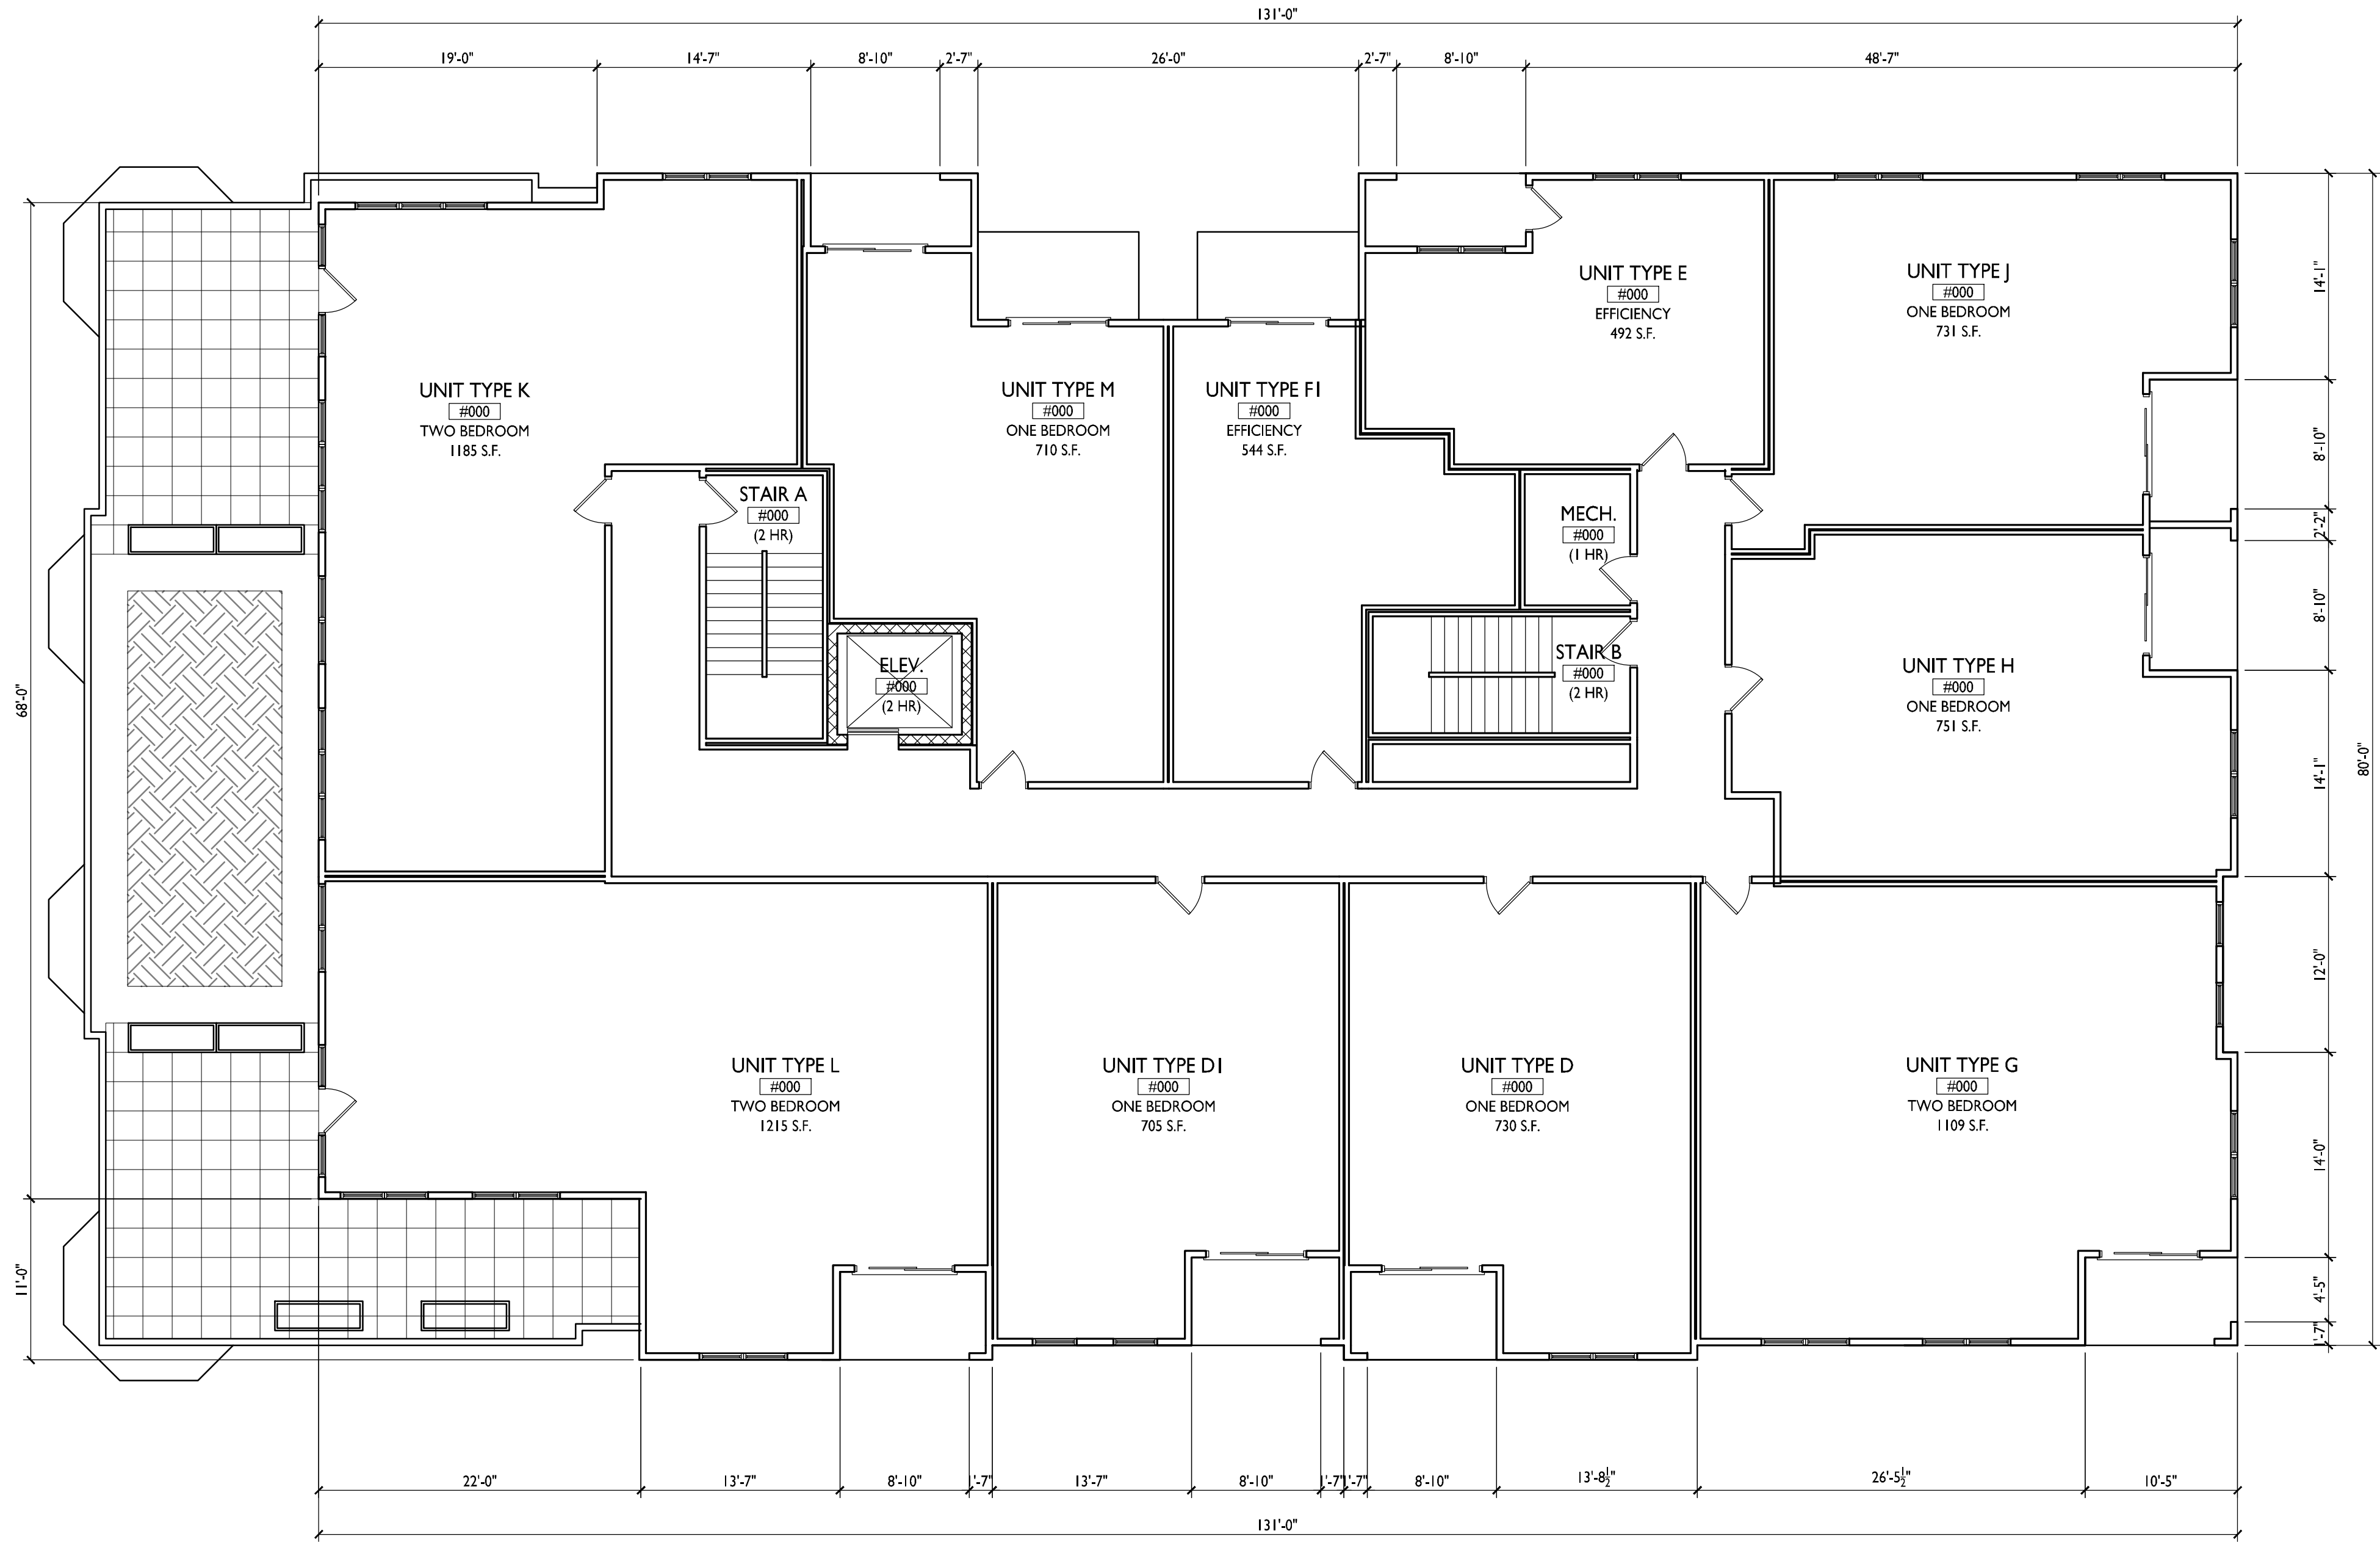 131'-0"
19'-0"
14'-7"
8'-10"
2'-7"
26'-0"
2'-7"
8'-10"
48'-7"
UNIT TYPE K
#000
TWO BEDROOM
1185 S.F.
UNIT TYPE M
#000
ONE BEDROOM
710 S.F.
UNIT TYPE F1
#000
EFFICIENCY
544 S.F.
UNIT TYPE E
#000
EFFICIENCY
492 S.F.
UNIT TYPE J
#000
ONE BEDROOM
731 S.F.
STAIR A
#000
(2 HR)
MECH.
#000
(1 HR)
ELEV.
#000
(2 HR)
STAIR B
#000
(2 HR)
UNIT TYPE H
#000
ONE BEDROOM
751 S.F.
UNIT TYPE L
#000
TWO BEDROOM
1215 S.F.
UNIT TYPE D1
#000
ONE BEDROOM
705 S.F.
UNIT TYPE D
#000
ONE BEDROOM
730 S.F.
UNIT TYPE G
#000
TWO BEDROOM
1109 S.F.
68'-0"
11'-0"
14'-1"
8'-10"
2'-2"
8'-10"
14'-1"
12'-0"
14'-0"
4'-5"
1'-7"
80'-0"
22'-0"
13'-7"
8'-10"
1'-7"
13'-7"
8'-10"
1'-7"
1'-7"
8'-10"
13'-8½"
26'-5½"
10'-5"
131'-0"